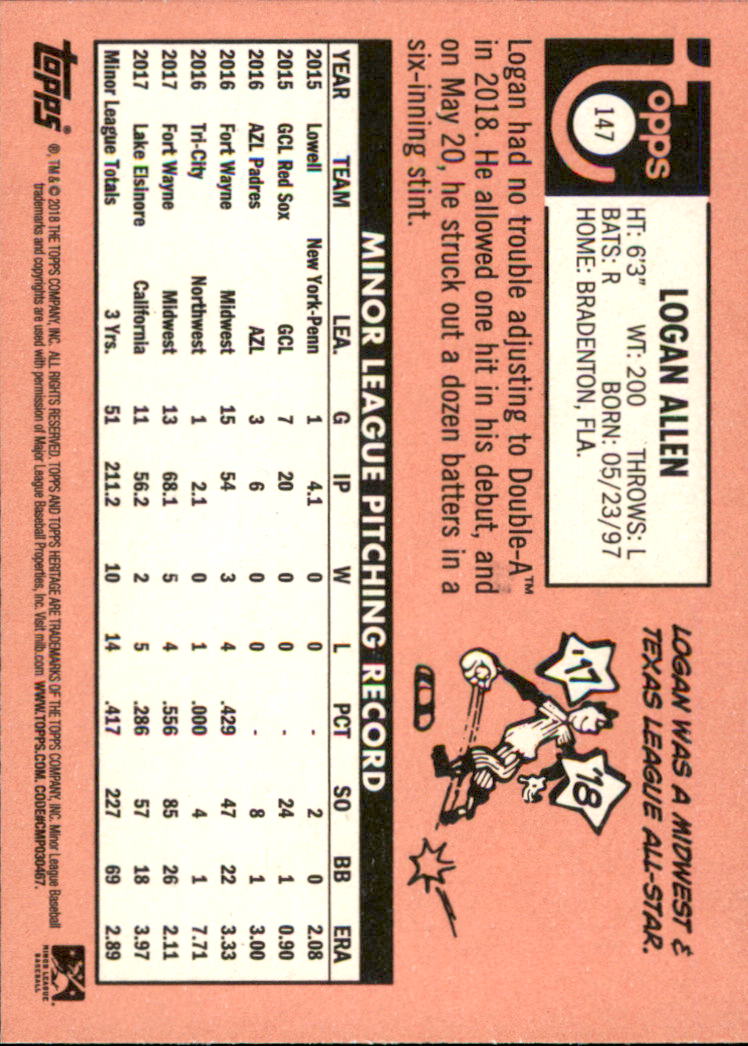 topps
147
LOGAN ALLEN
HT: 6'3" WT: 200 THROWS: L
BATS: R BORN: 05/23/97
HOME: BRADENTON, FLA.
LOGAN WAS A MIDWEST &
TEXAS LEAGUE ALL-STAR.
'17
'18
Logan had no trouble adjusting to Double-A™
in 2018. He allowed one hit in his debut, and
on May 20, he struck out a dozen batters in a
six-inning stint.
MINOR LEAGUE PITCHING RECORD
YEAR TEAM LEA. G IP W L PCT SO BB ERA
2015 Lowell New York-Penn 1 4.1 0 0 - 2 0 2.08
2015 GCL Red Sox GCL 7 20 0 0 - 24 1 0.90
2016 AZL Padres AZL 3 6 0 0 - 8 1 3.00
2016 Fort Wayne Midwest 15 54 3 4 .429 47 22 3.33
2016 Tri-City Northwest 1 2.1 0 1 .000 4 1 7.71
2017 Fort Wayne Midwest 13 68.1 5 4 .556 85 26 2.11
2017 Lake Elsinore California 11 56.2 2 5 .286 57 18 3.97
Minor League Totals 3 Yrs. 51 211.2 10 14 .417 227 69 2.89
topps® ®, TM & © 2018 THE TOPPS COMPANY, INC. ALL RIGHTS RESERVED. TOPPS AND TOPPS HERITAGE ARE TRADEMARKS OF THE TOPPS COMPANY, INC. Minor League Baseball
trademarks and copyrights are used with permission of Major League Baseball Properties, Inc. Visit milb.com WWW.TOPPS.COM. CODE#CMP030467.
MINOR LEAGUE
BASEBALL